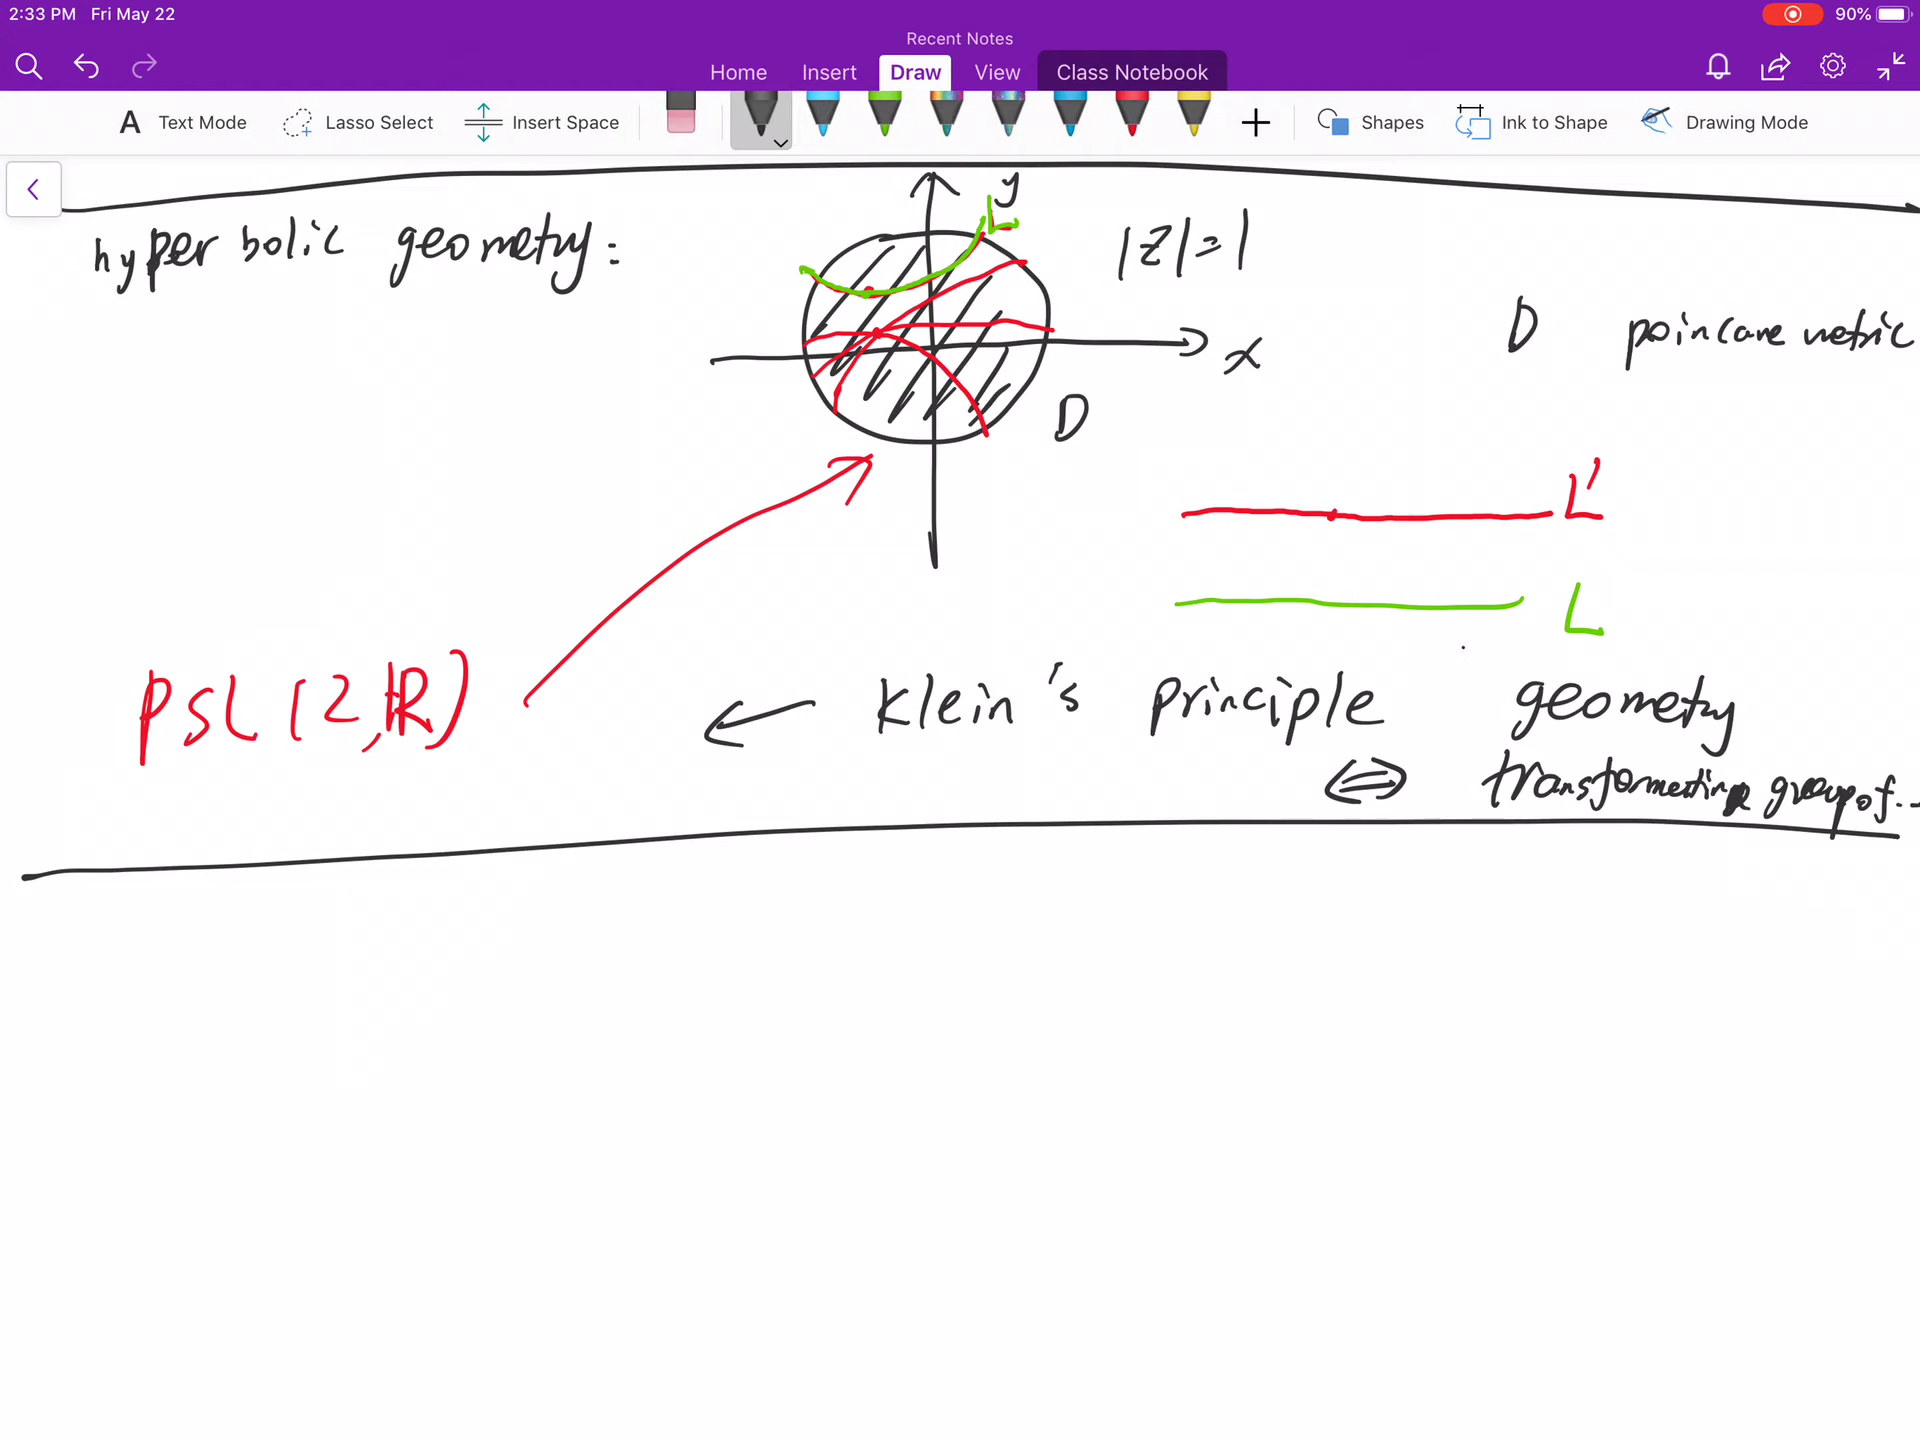 2:33 PM Fri May 22
90%
Recent Notes
Home Insert Draw View Class Notebook
A Text Mode Lasso Select Insert Space Shapes Ink to Shape Drawing Mode
hyperbolic geometry:
y
L
|z|=1
x
D
D poincare metric
L'
L
PSL(2,ℝ)
← Klein's principle geometry
⇔ transformation group of...